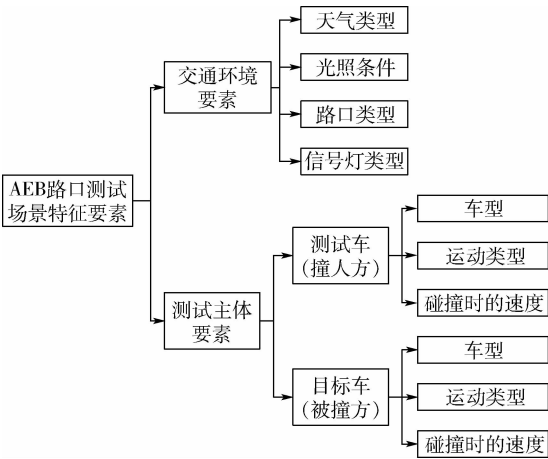 天气类型
交通环境
要素
光照条件
路口类型
信号灯类型
AEB路口测试
场景特征要素
测试主体
要素
测试车
(撞人方)
车型
运动类型
碰撞时的速度
目标车
(被撞方)
车型
运动类型
碰撞时的速度